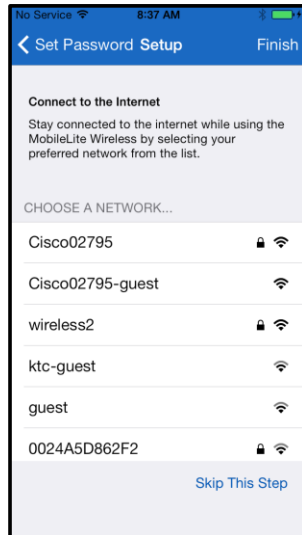 No Service 8:37 AM
Set Password Setup Finish
Connect to the Internet
Stay connected to the internet while using the
MobileLite Wireless by selecting your
preferred network from the list.
CHOOSE A NETWORK...
Cisco02795
Cisco02795-guest
wireless2
ktc-guest
guest
0024A5D862F2
Skip This Step